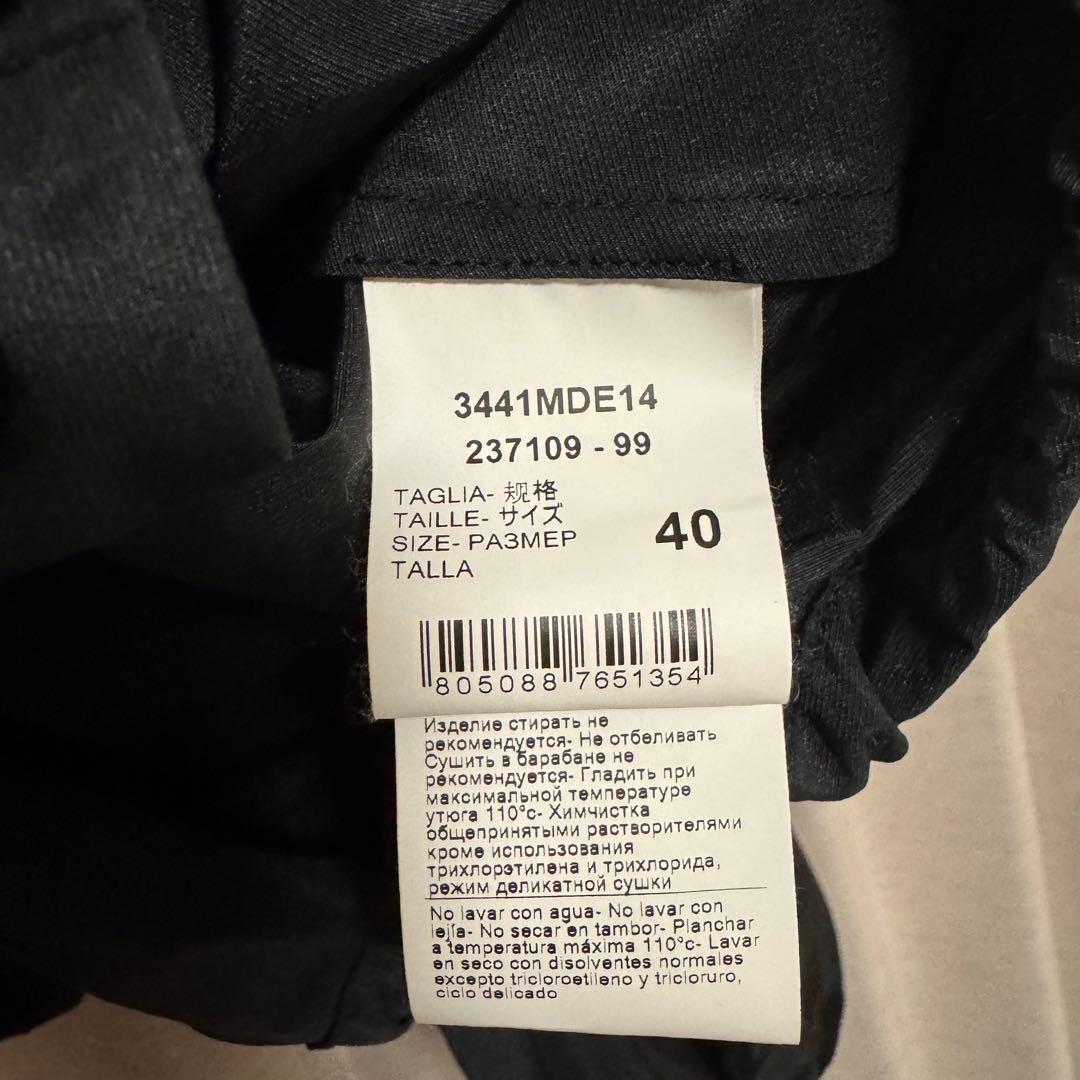 3441MDE14
237109 - 99
TAGLIA- 规格
TAILLE- サイズ
SIZE- РАЗМЕР
TALLA
40
805088 7651354
Изделие стирать не
рекомендуется- Не отбеливать
Сушить в барабане не
рекомендуется- Гладить при
максимальной температуре
утюга 110°c- Химчистка
общепринятыми растворителями
кроме использования
трихлорэтилена и трихлорида,
режим деликатной сушки
No lavar con agua- No lavar con
lejía- No secar en tambor- Planchar
a temperatura máxima 110°c- Lavar
en seco con disolventes normales
excepto tricloroetileno y tricloruro,
ciclo delicado